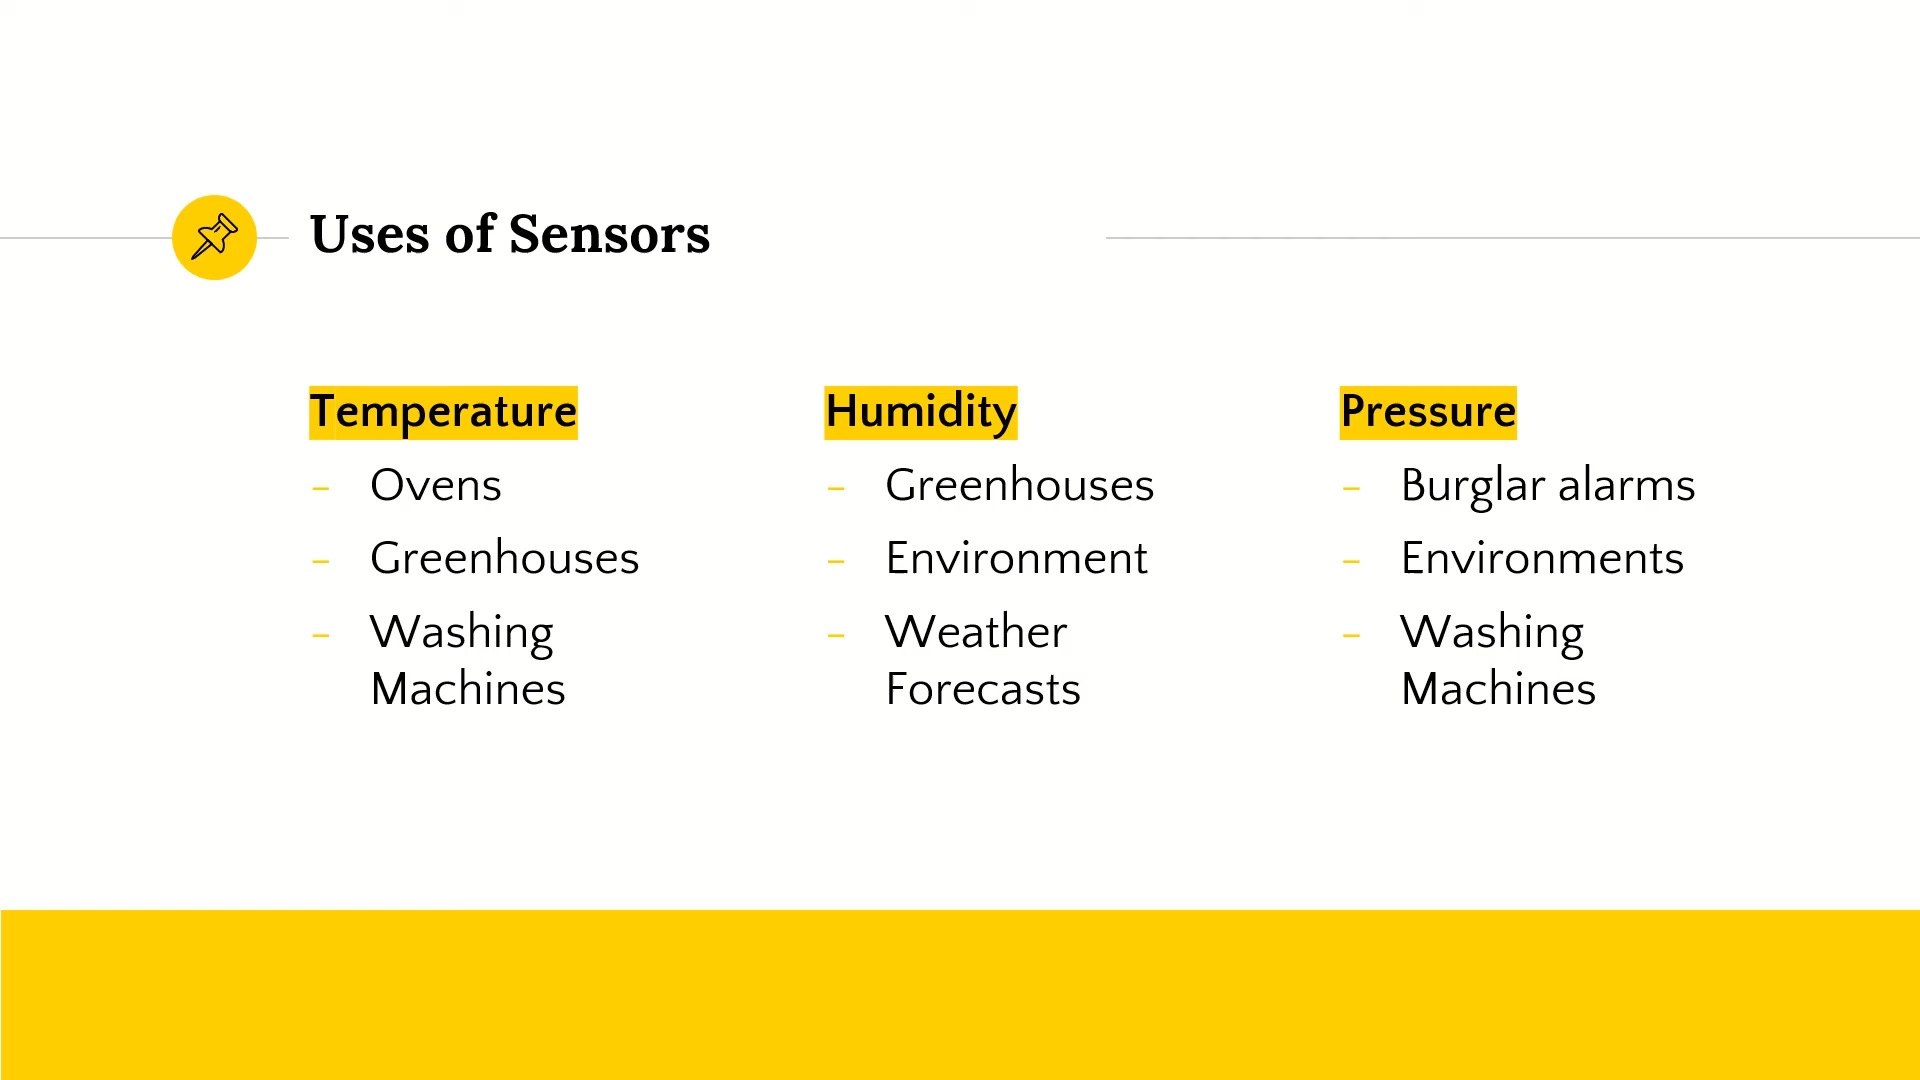 Uses of Sensors
Temperature
- Ovens
- Greenhouses
- Washing
Machines
Humidity
- Greenhouses
- Environment
- Weather
Forecasts
Pressure
- Burglar alarms
- Environments
- Washing
Machines